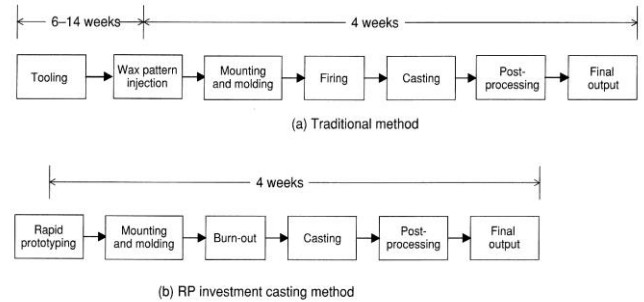 6–14 weeks
4 weeks
Tooling
Wax pattern
injection
Mounting
and molding
Firing
Casting
Post-
processing
Final
output
(a) Traditional method
4 weeks
Rapid
prototyping
Mounting
and molding
Burn-out
Casting
Post-
processing
Final
output
(b) RP investment casting method